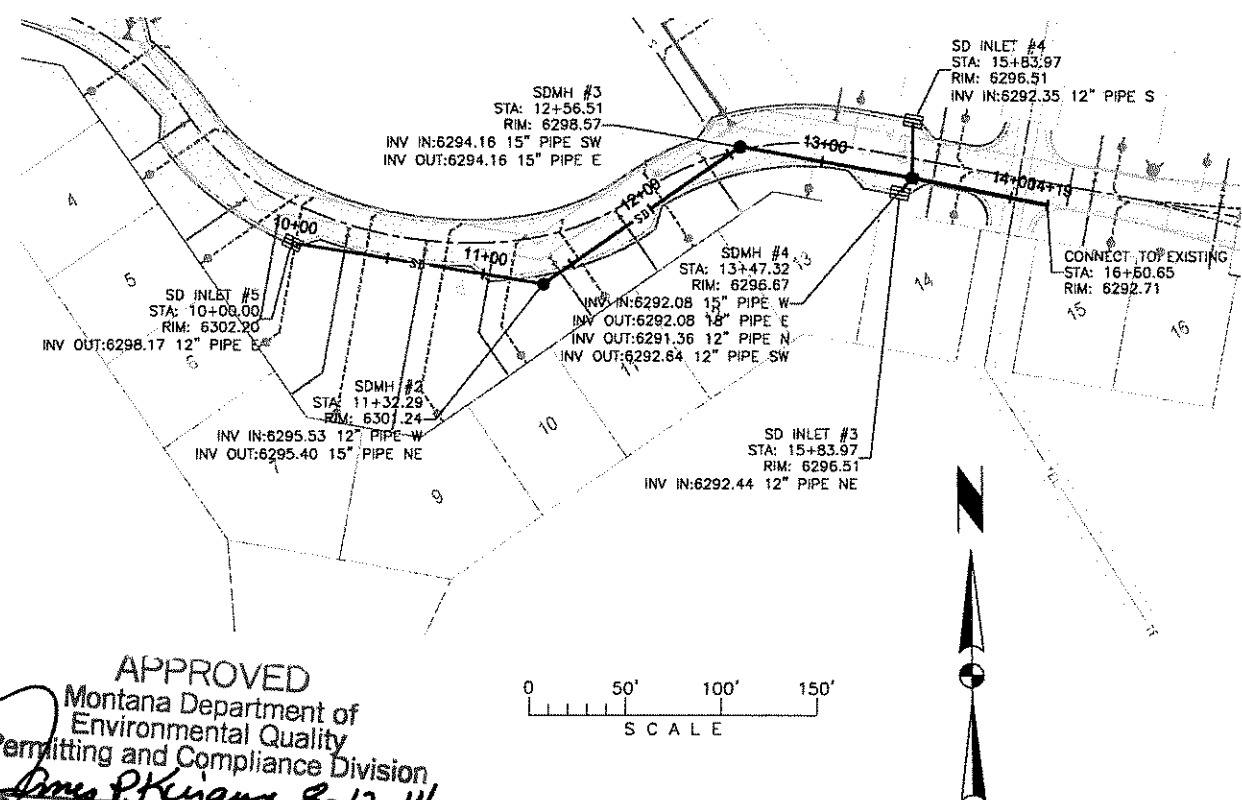 SD INLET #4
STA: 15+83.97
RIM: 6296.51
INV IN:6292.35 12" PIPE S
SDMH #3
STA: 12+56.51
RIM: 6298.57
INV IN:6294.16 15" PIPE SW
INV OUT:6294.16 15" PIPE E
13+00
14+00
4+19
12+00
SD
10+00
11+00
SD
4
5
6
7
9
10
11
13
14
15
16
CONNECT TO EXISTING
STA: 16+60.65
RIM: 6292.71
SDMH #4
STA: 13+47.32
RIM: 6296.67
INV IN:6292.08 15" PIPE W
INV OUT:6292.08 18" PIPE E
INV OUT:6291.36 12" PIPE N
INV OUT:6292.64 12" PIPE SW
SD INLET #5
STA: 10+00.00
RIM: 6302.20
INV OUT:6298.17 12" PIPE E
SDMH #2
STA: 11+32.29
RIM: 6301.24
INV IN:6295.53 12" PIPE W
INV OUT:6295.40 15" PIPE NE
SD INLET #3
STA: 15+83.97
RIM: 6296.51
INV IN:6292.44 12" PIPE NE
N
0 50' 100' 150'
SCALE
APPROVED
Montana Department of
Environmental Quality
Permitting and Compliance Division